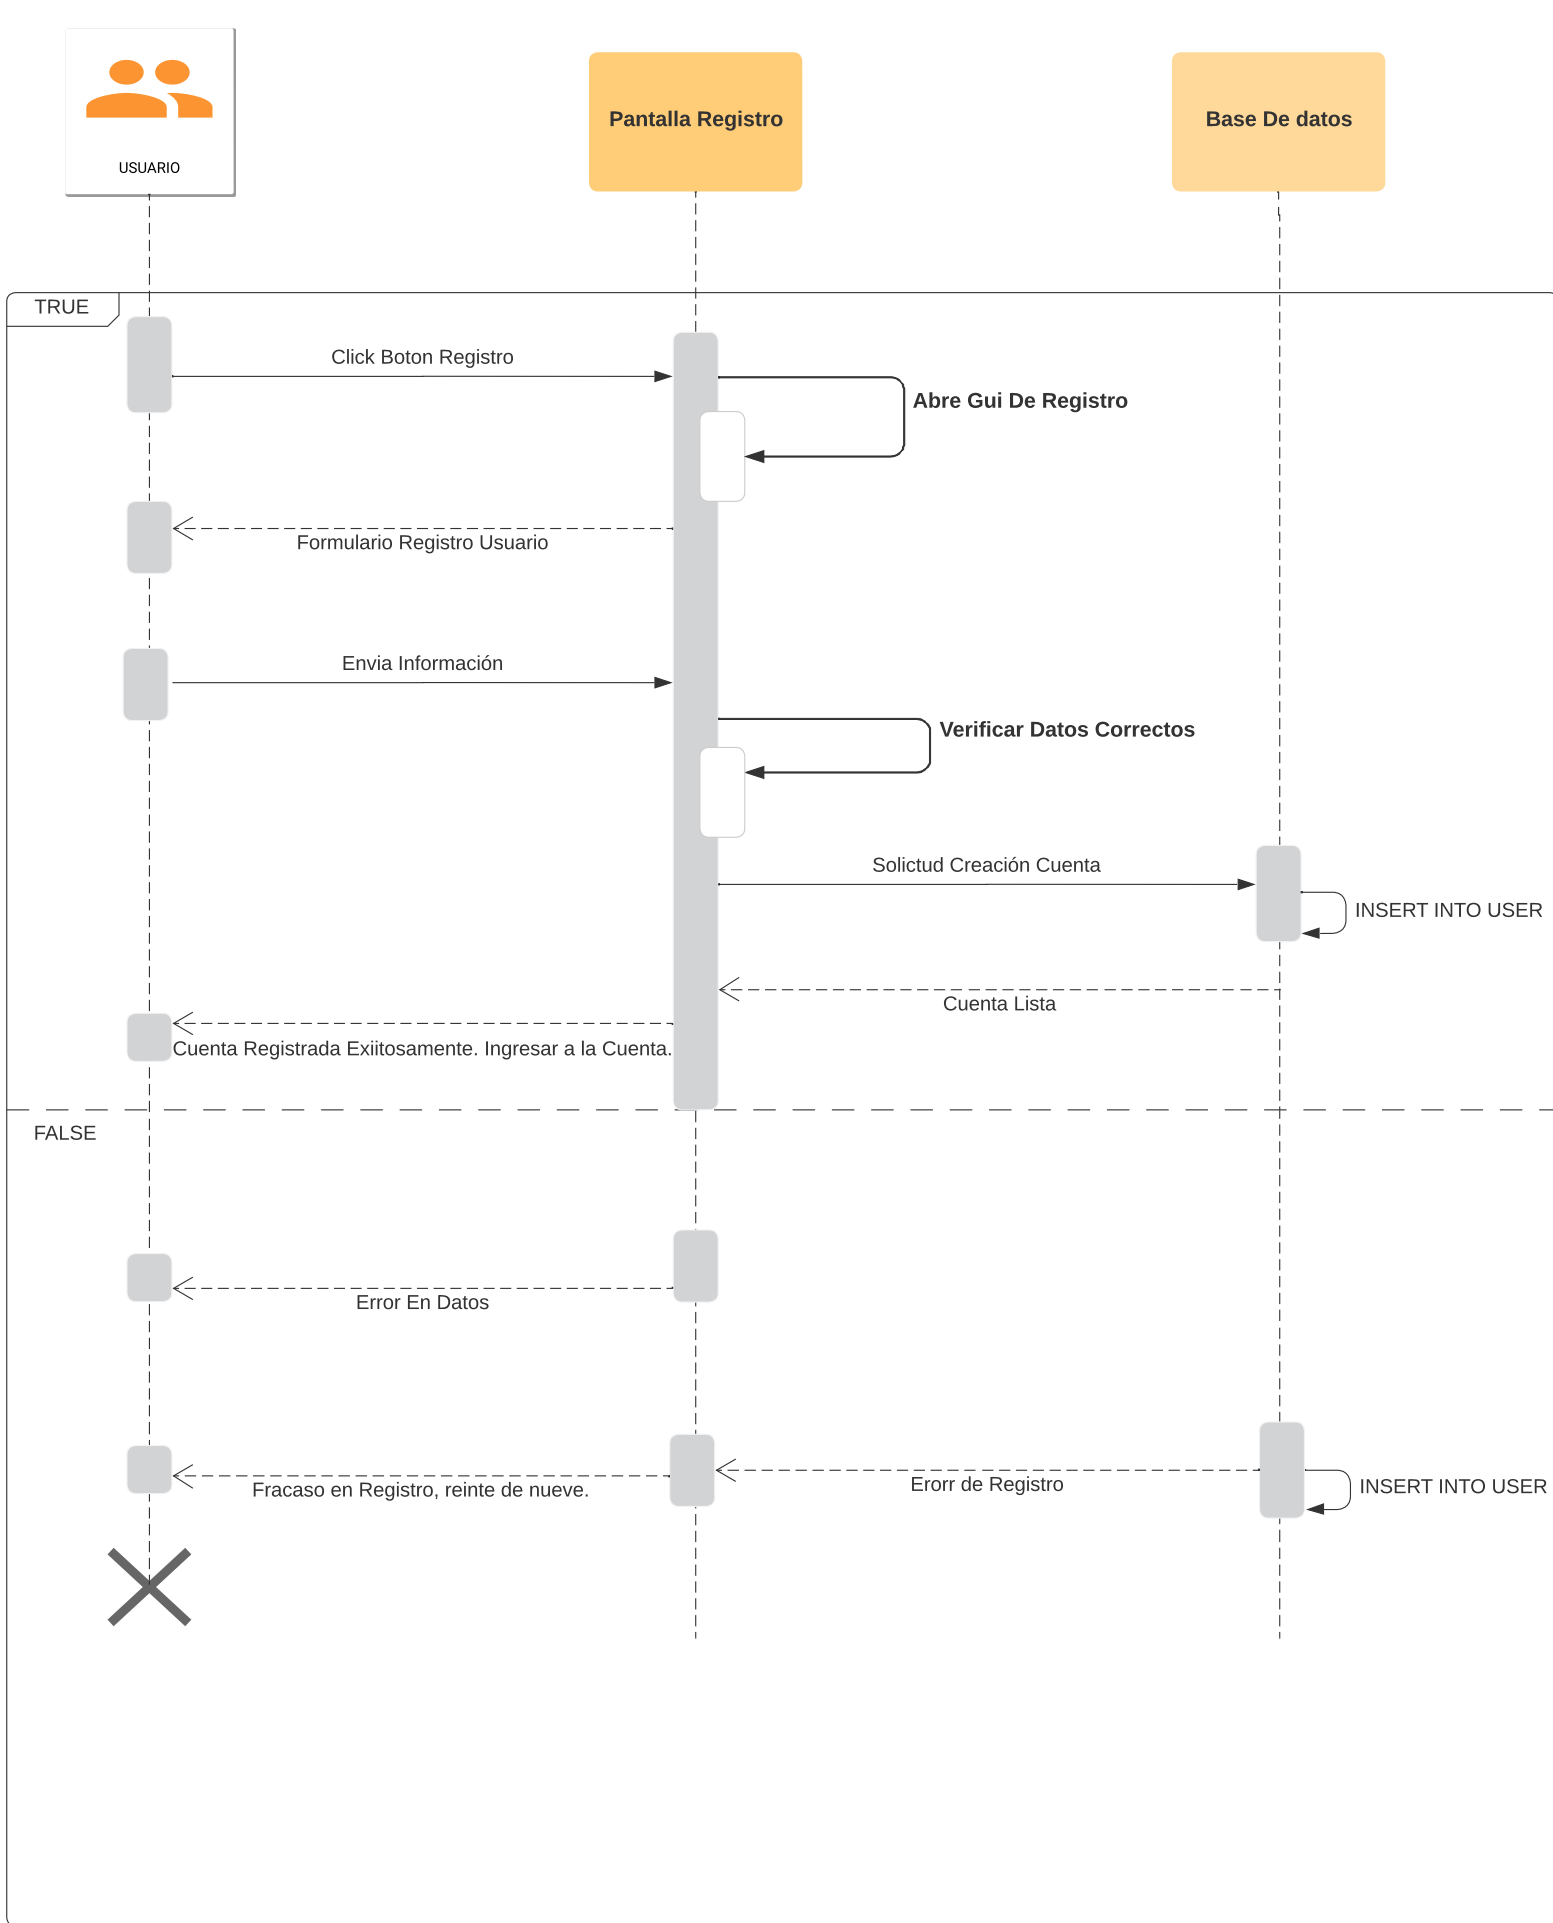 USUARIO
Pantalla Registro
Base De datos
TRUE
Click Boton Registro
Abre Gui De Registro
Formulario Registro Usuario
Envia Información
Verificar Datos Correctos
Solictud Creación Cuenta
INSERT INTO USER
Cuenta Lista
Cuenta Registrada Exiitosamente. Ingresar a la Cuenta.
FALSE
Error En Datos
Erorr de Registro
INSERT INTO USER
Fracaso en Registro, reinte de nueve.